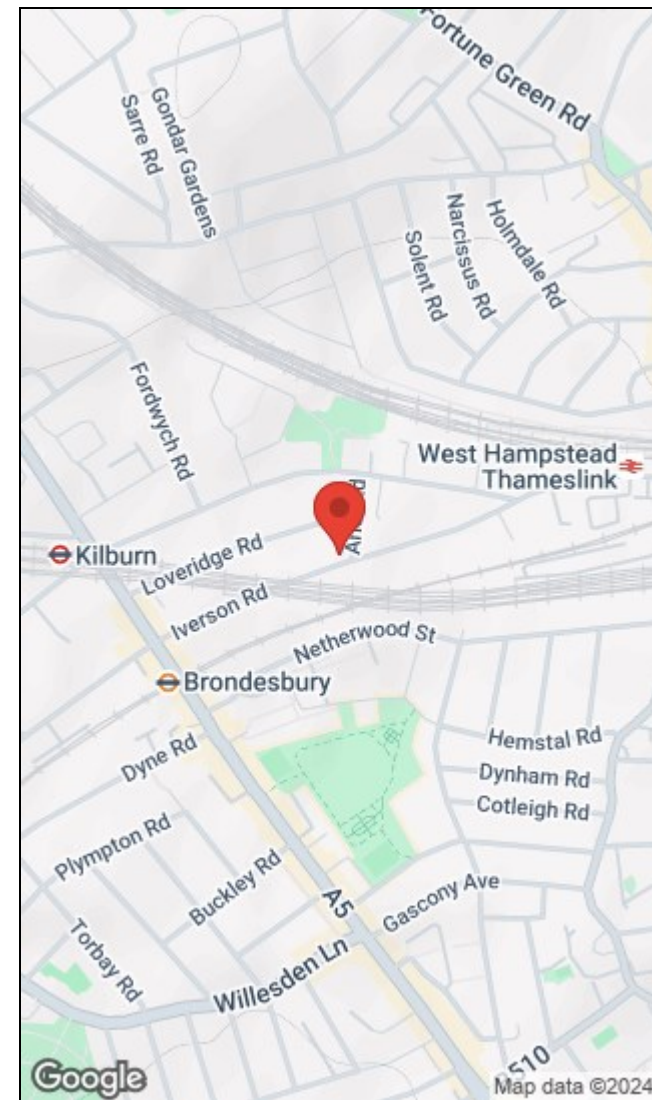 Fortune Green Rd
Gondar Gardens
Sarre Rd
Narcissus Rd
Holmdale Rd
Solent Rd
Fordwych Rd
West Hampstead
Thameslink
Kilburn
Loveridge Rd
Iverson Rd
Netherwood St
Brondesbury
Hemstal Rd
Dyne Rd
Dynham Rd
Cotleigh Rd
Plympton Rd
Buckley Rd
A5
Gascony Ave
Torbay Rd
Willesden Ln
Google
Map data ©2024